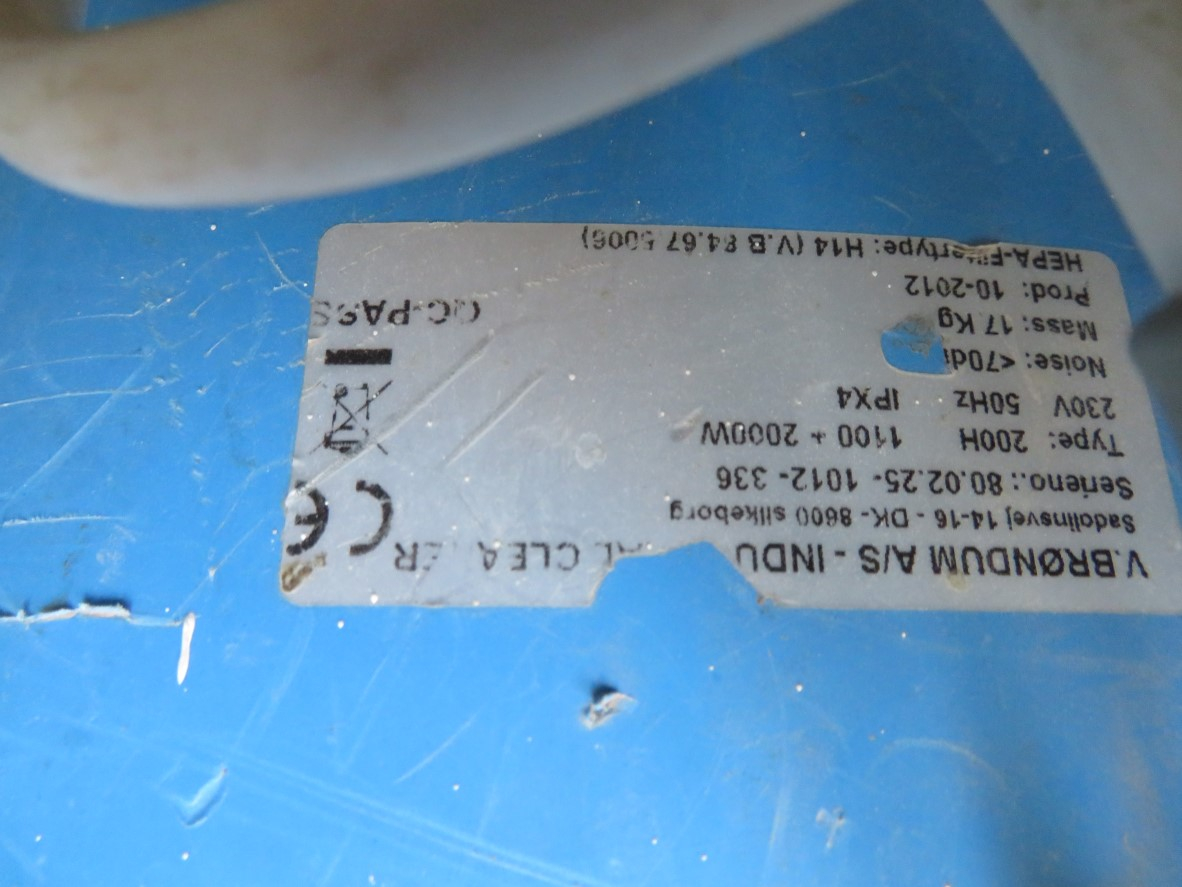 V.BRØNDUM A/S - INDU AL CLEA ER
Sadolinsvej 14-16 - DK- 8600 silkeborg
Serieno.: 80.02.25- 1012- 336
Type: 200H 1100 + 2000W
230V 50Hz IPX4
Noise: <70d
Mass: 17 Kg
Prod: 10-2012
HEPA-Filtertype: H14 (V.B 84.67 5006)
CE
QC-PASS